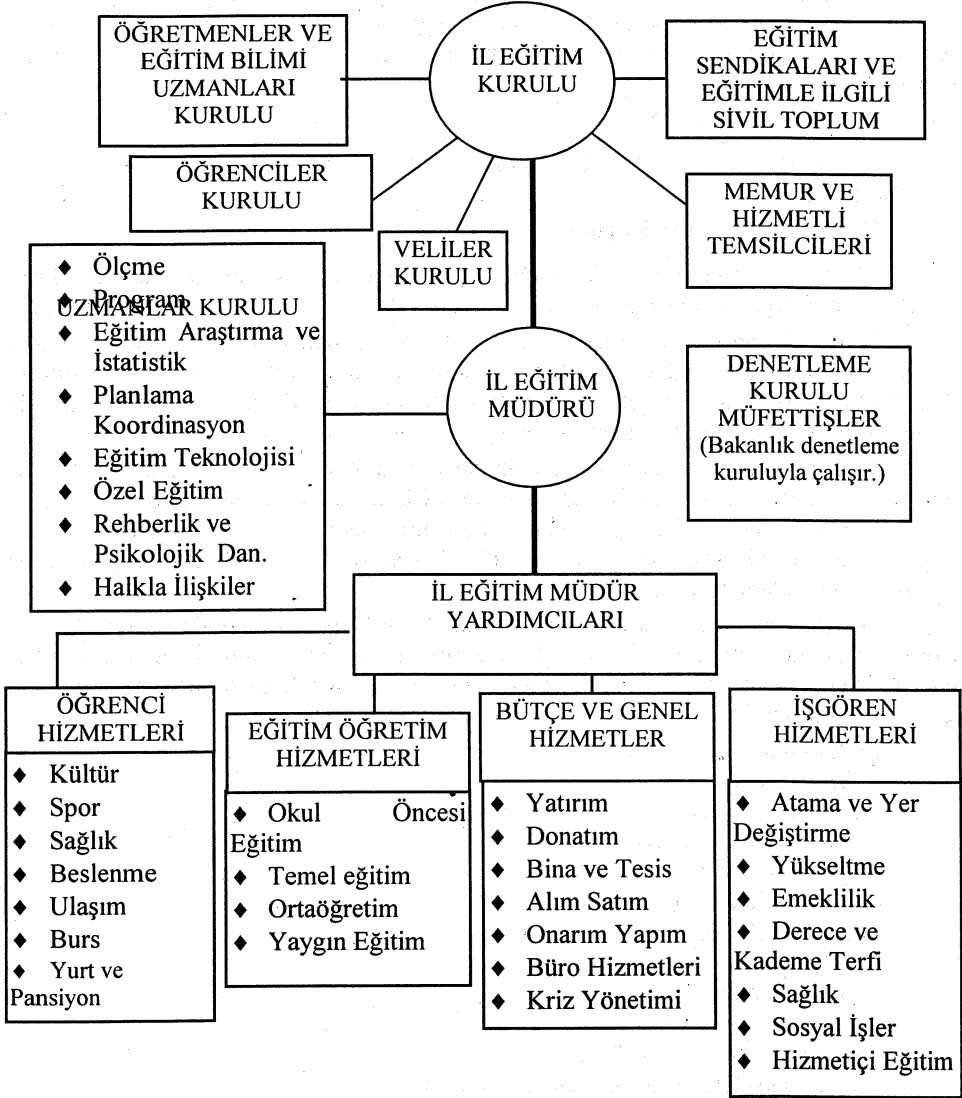 ÖĞRETMENLER VE
EĞİTİM BİLİMİ
UZMANLARI
KURULU
İL EĞİTİM
KURULU
EĞİTİM
SENDİKALARI VE
EĞİTİMLE İLGİLİ
SİVİL TOPLUM
ÖĞRENCİLER
KURULU
VELİLER
KURULU
MEMUR VE
HİZMETLİ
TEMSİLCİLERİ
♦ Ölçme
♦ Program
UZMANLAR KURULU
♦ Eğitim Araştırma ve
İstatistik
♦ Planlama
Koordinasyon
♦ Eğitim Teknolojisi
♦ Özel Eğitim
♦ Rehberlik ve
Psikolojik Dan.
♦ Halkla İlişkiler
İL EĞİTİM
MÜDÜRÜ
DENETLEME
KURULU
MÜFETTİŞLER
(Bakanlık denetleme
kuruluyla çalışır.)
İL EĞİTİM MÜDÜR
YARDIMCILARI
ÖĞRENCİ
HİZMETLERİ
♦ Kültür
♦ Spor
♦ Sağlık
♦ Beslenme
♦ Ulaşım
♦ Burs
♦ Yurt ve
Pansiyon
EĞİTİM ÖĞRETİM
HİZMETLERİ
♦ Okul Öncesi
Eğitim
♦ Temel eğitim
♦ Ortaöğretim
♦ Yaygın Eğitim
BÜTÇE VE GENEL
HİZMETLER
♦ Yatırım
♦ Donatım
♦ Bina ve Tesis
♦ Alım Satım
♦ Onarım Yapım
♦ Büro Hizmetleri
♦ Kriz Yönetimi
İŞGÖREN
HİZMETLERİ
♦ Atama ve Yer
Değiştirme
♦ Yükseltme
♦ Emeklilik
♦ Derece ve
Kademe Terfi
♦ Sağlık
♦ Sosyal İşler
♦ Hizmetiçi Eğitim